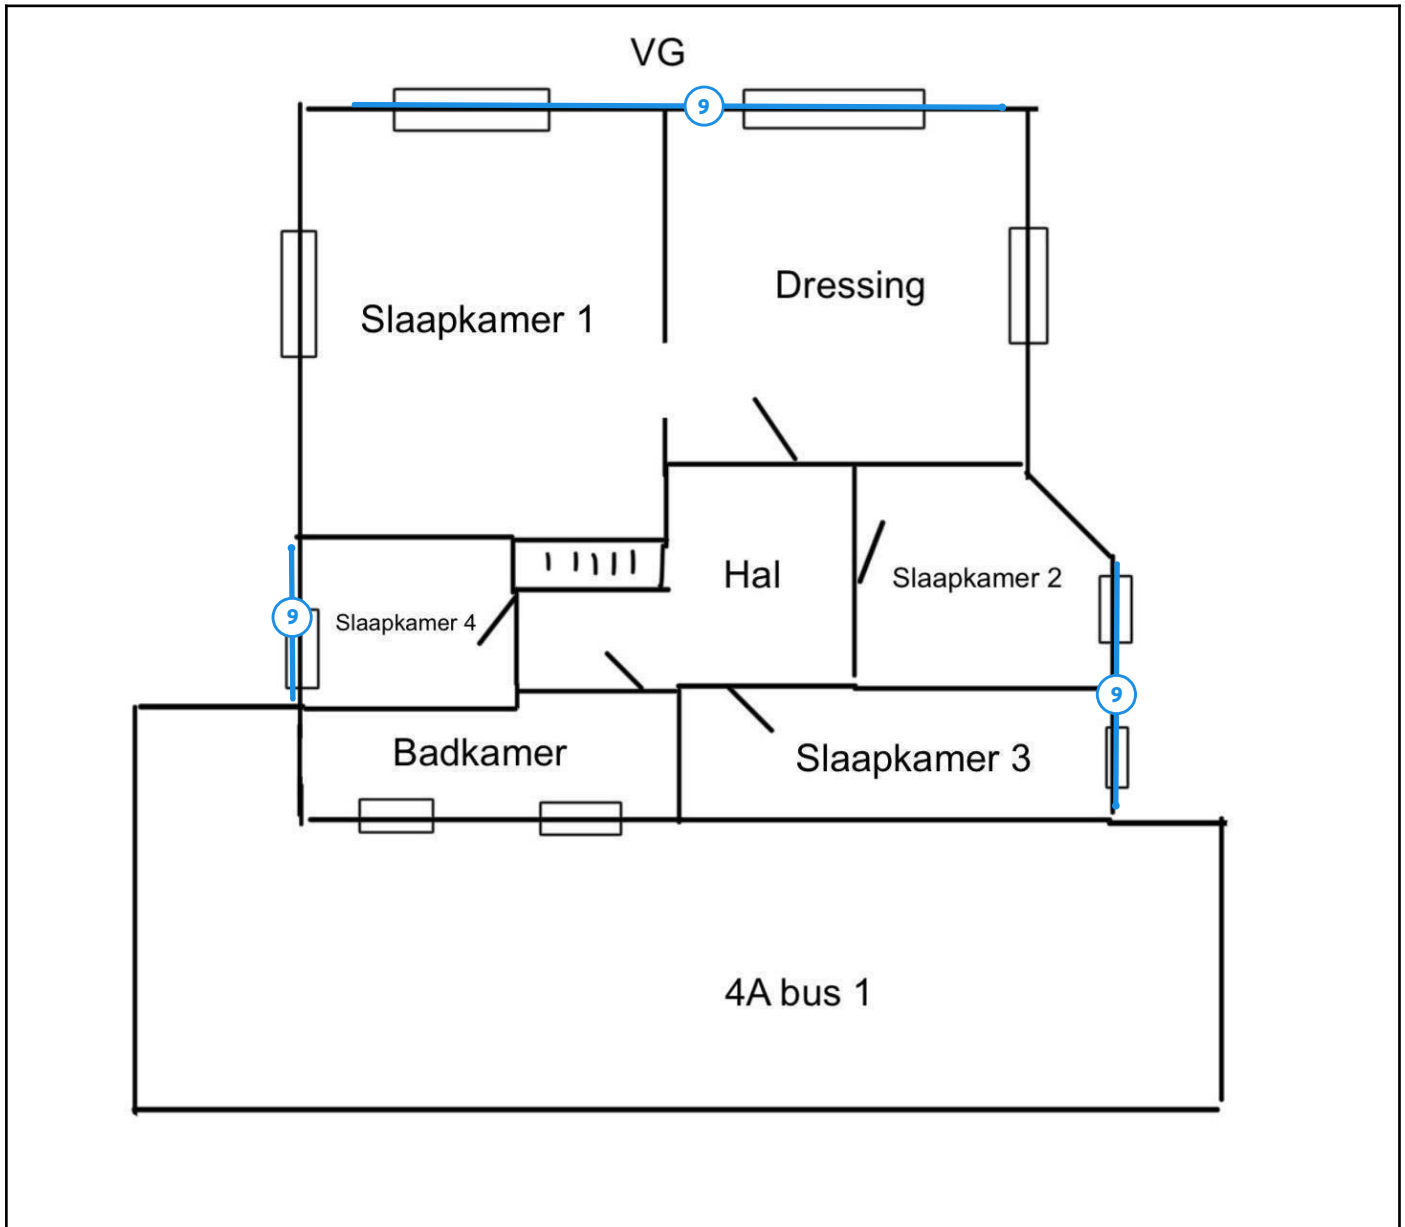 VG
9
Dressing
Slaapkamer 1
Hal
Slaapkamer 2
9
Slaapkamer 4
9
Badkamer
Slaapkamer 3
4A bus 1